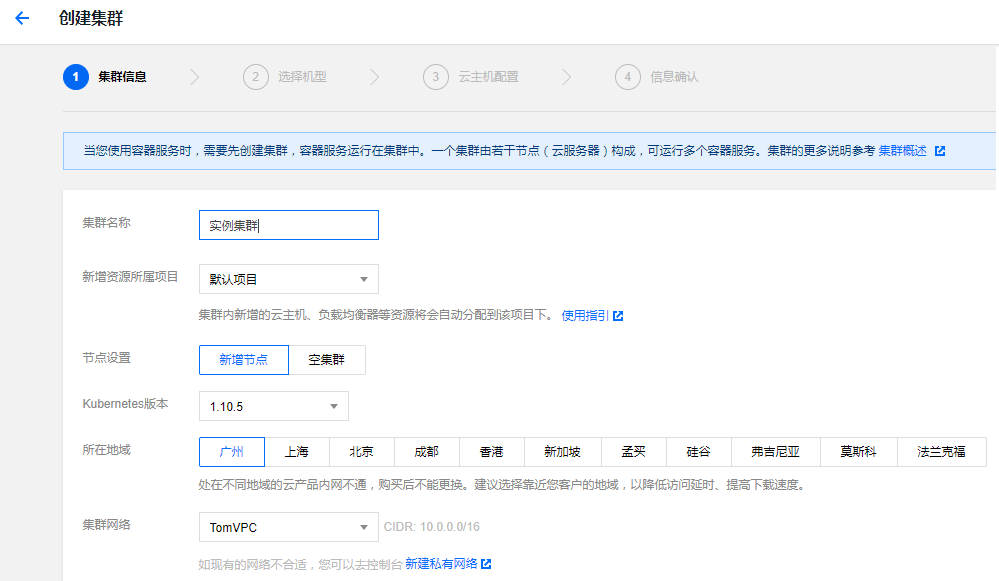 创建集群
1 集群信息 2 选择机型 3 云主机配置 4 信息确认
当您使用容器服务时，需要先创建集群，容器服务运行在集群中。一个集群由若干节点（云服务器）构成，可运行多个容器服务。集群的更多说明参考 集群概述
集群名称 实例集群
新增资源所属项目 默认项目
集群内新增的云主机、负载均衡器等资源将会自动分配到该项目下。 使用指引
节点设置 新增节点 空集群
Kubernetes版本 1.10.5
所在地域 广州 上海 北京 成都 香港 新加坡 孟买 硅谷 弗吉尼亚 莫斯科 法兰克福
处在不同地域的云产品内网不通，购买后不能更换。建议选择靠近您客户的地域，以降低访问延时、提高下载速度。
集群网络 TomVPC CIDR: 10.0.0.0/16
如现有的网络不合适，您可以去控制台 新建私有网络